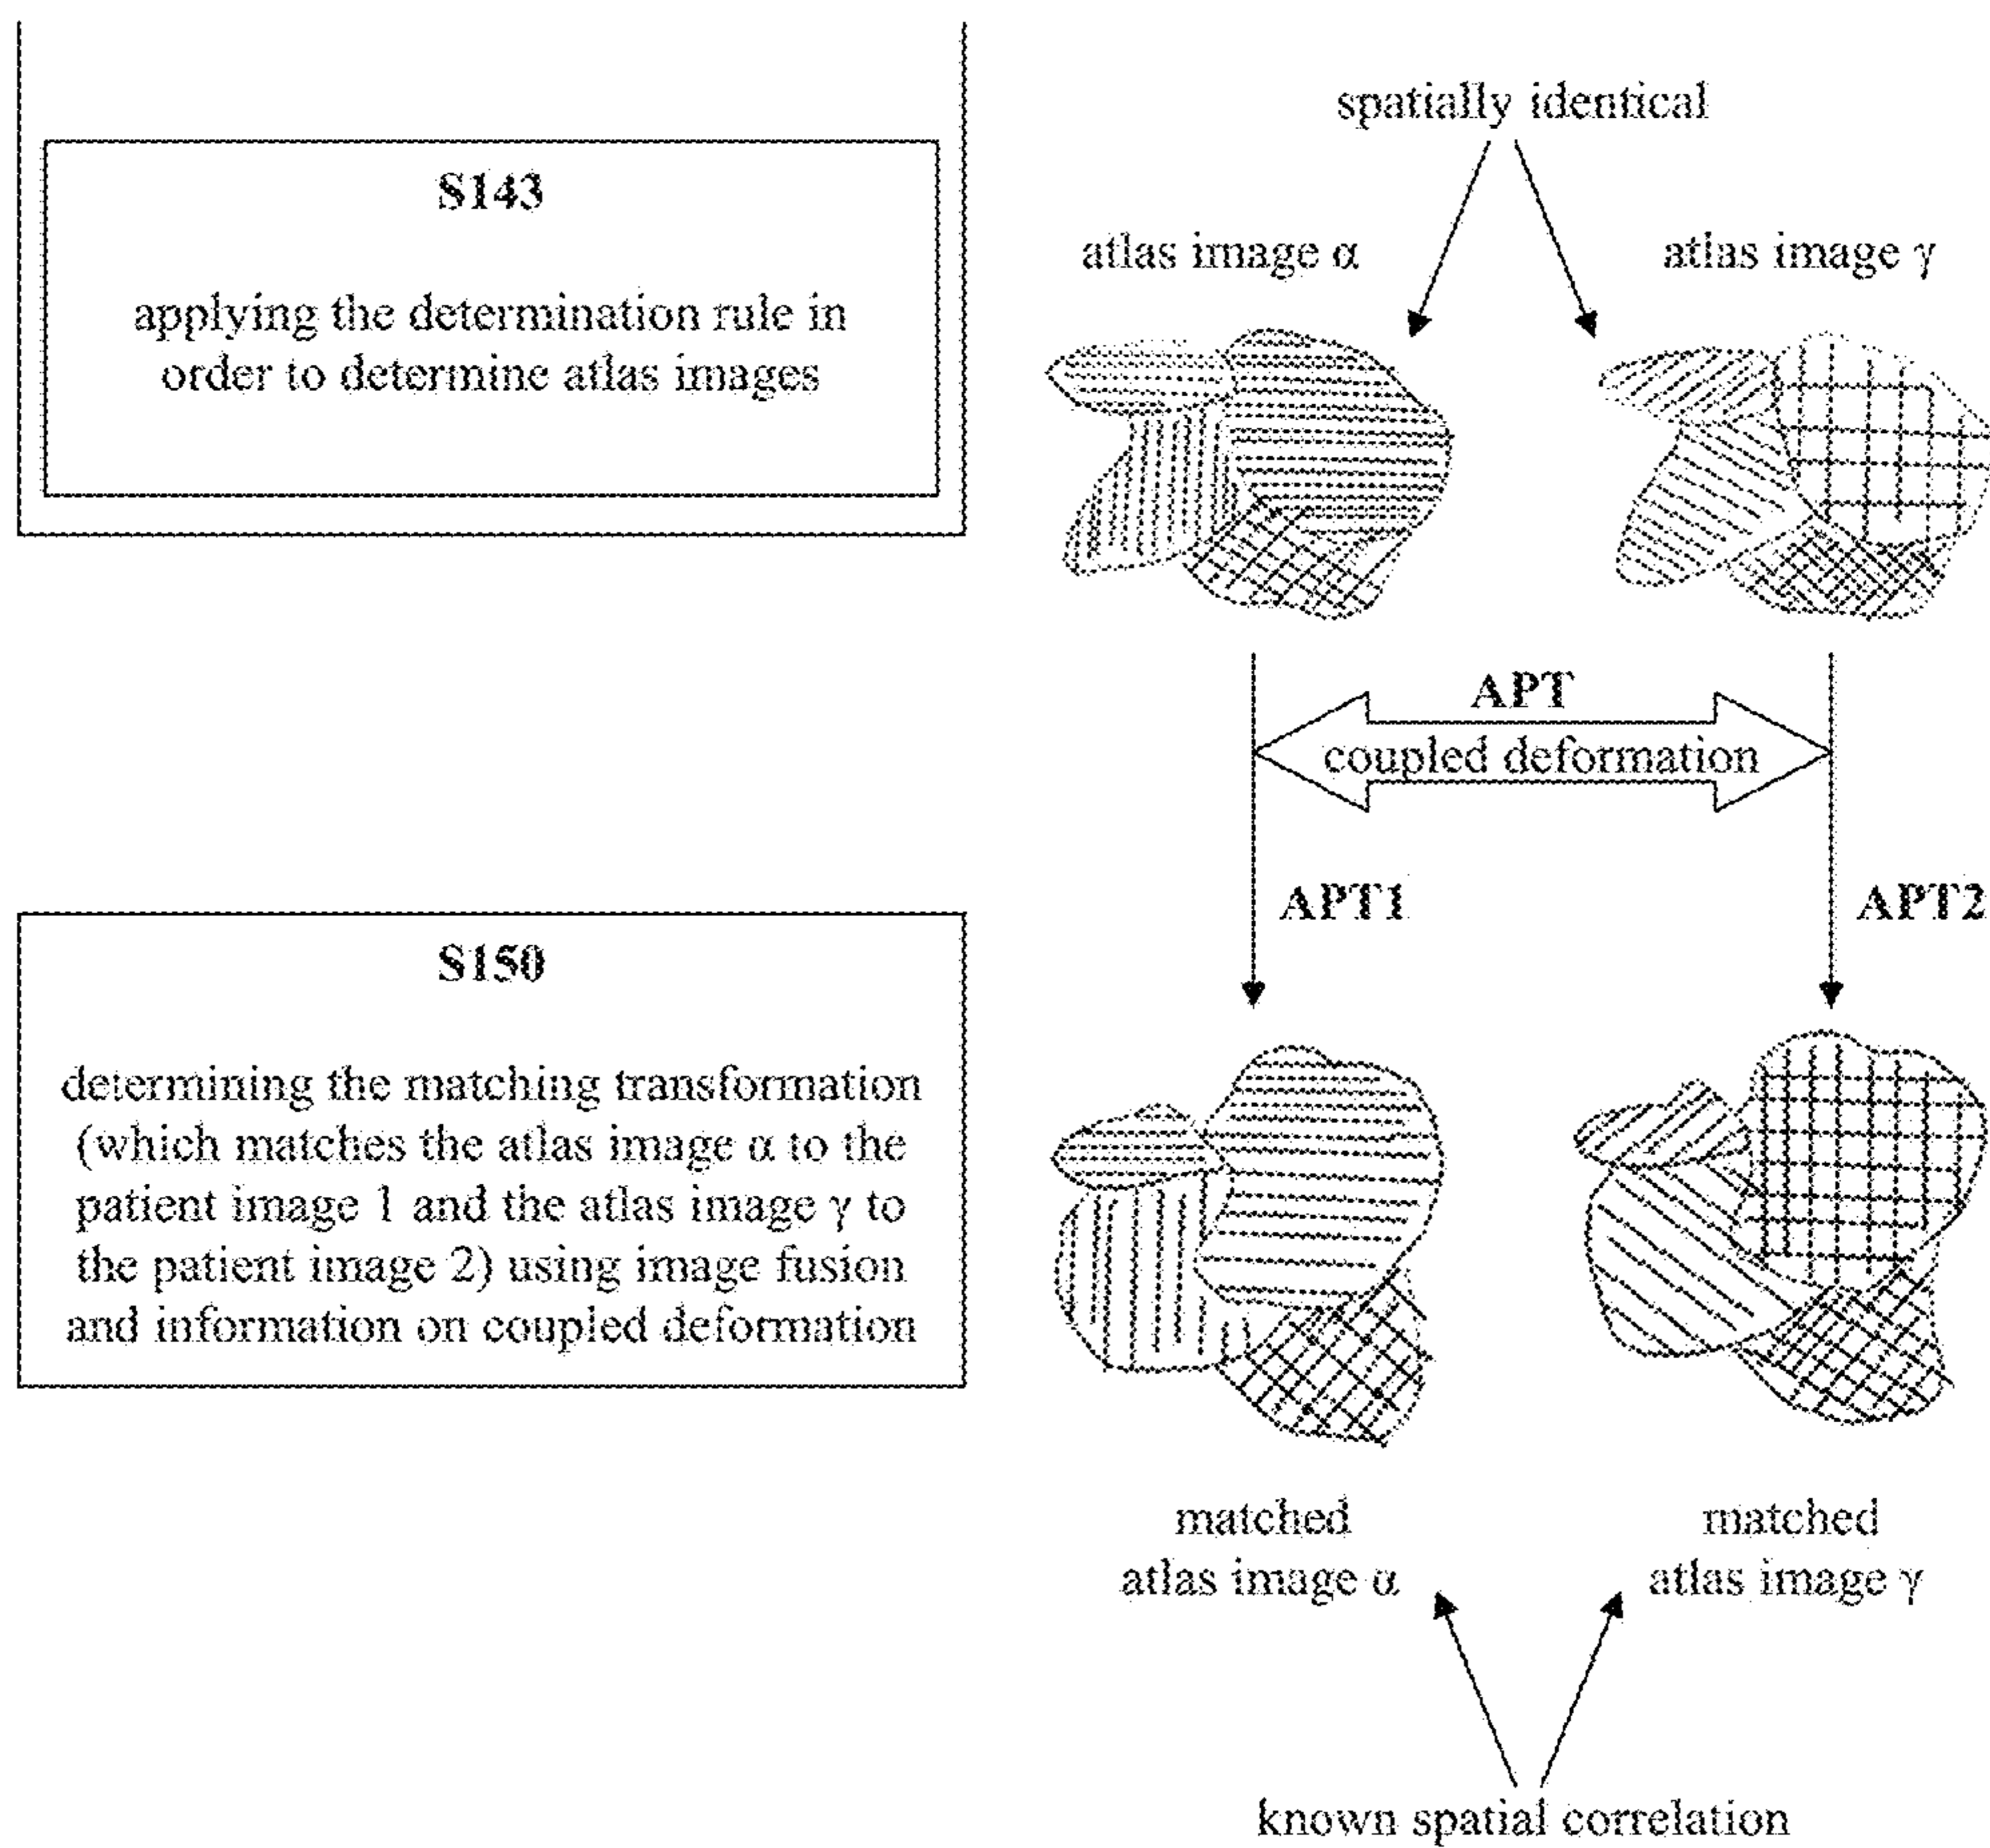 S143
applying the determination rule in
order to determine atlas images
spatially identical
atlas image α
atlas image γ
APT
coupled deformation
APT1
APT2
S150
determining the matching transformation
(which matches the atlas image α to the
patient image 1 and the atlas image γ to
the patient image 2) using image fusion
and information on coupled deformation
matched
atlas image α
matched
atlas image γ
known spatial correlation